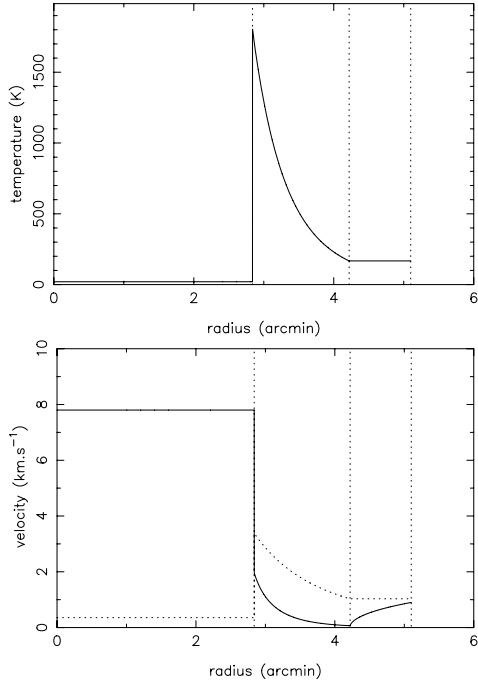 temperature (K)
1500
1000
500
0
0 2 4 6
radius (arcmin)
velocity (km.s⁻¹)
10
8
6
4
2
0
0 2 4 6
radius (arcmin)